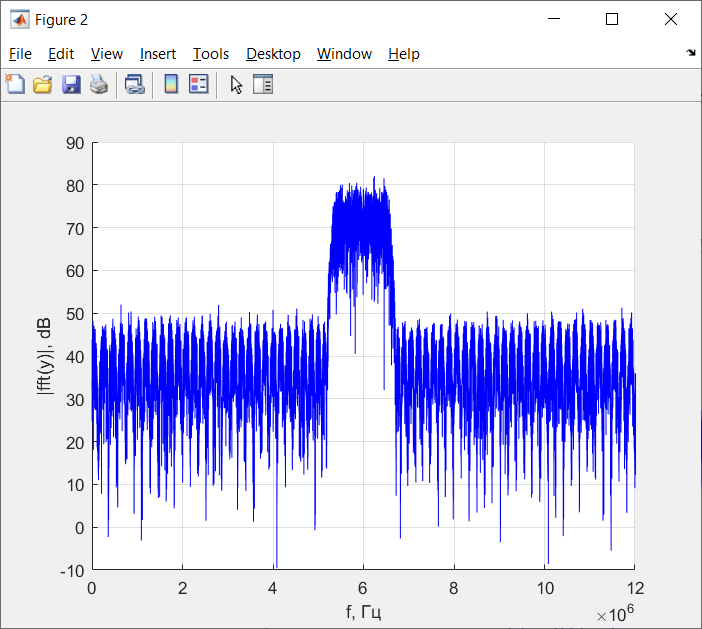 Figure 2
File Edit View Insert Tools Desktop Window Help
90
80
70
60
50
40
30
20
10
0
-10
|fft(y)|, dB
0 2 4 6 8 10 12
f, Гц
×10^6